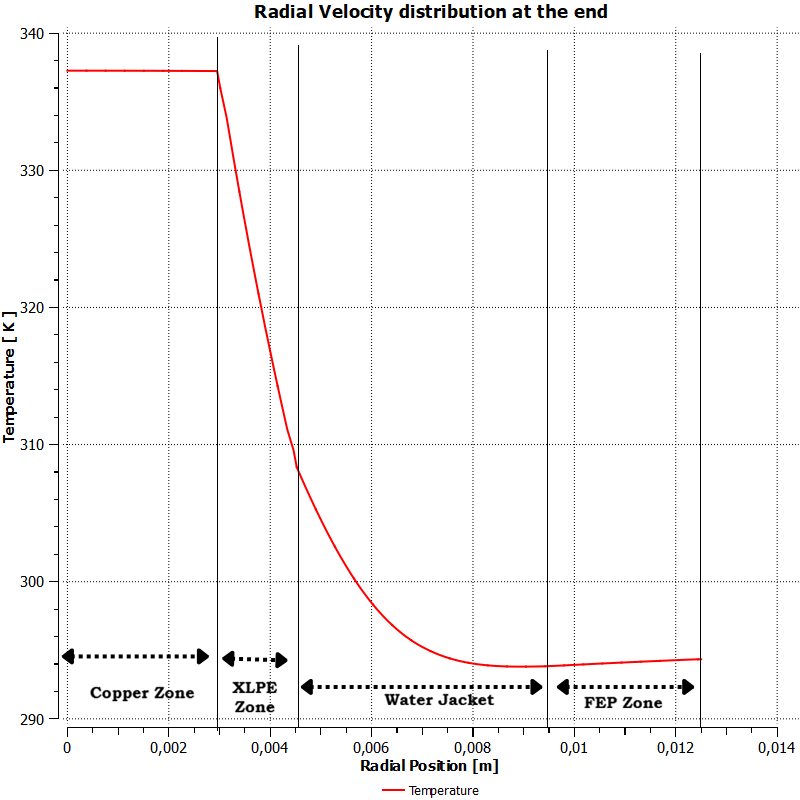 Radial Velocity distribution at the end
340
330
320
310
300
290
Temperature [ K ]
Copper Zone
XLPE
Zone
Water Jacket
FEP Zone
0
0,002
0,004
0,006
0,008
0,01
0,012
0,014
Radial Position [m]
Temperature